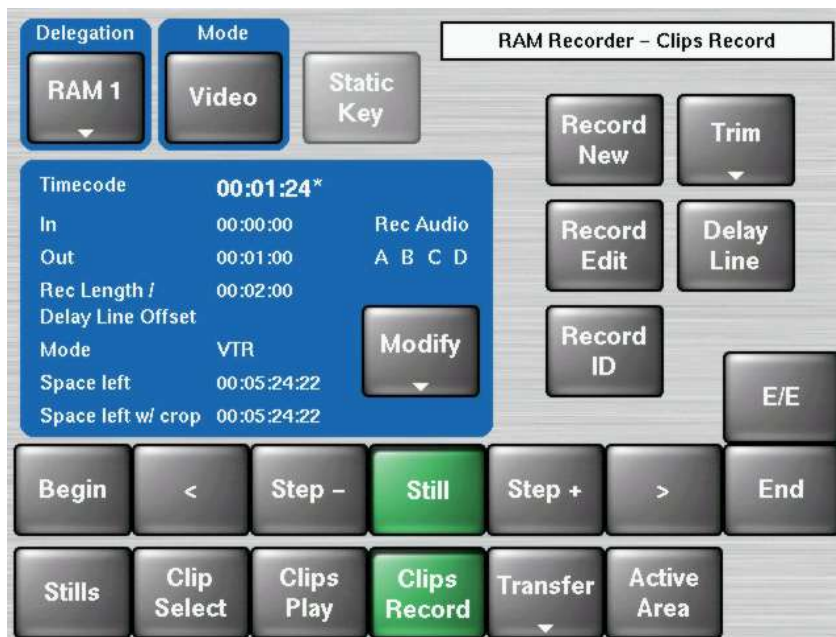 Delegation
Mode
RAM Recorder – Clips Record
RAM 1
Video
Static
Key
Record
New
Trim
Timecode 00:01:24*
In 00:00:00 Rec Audio
Out 00:01:00 A B C D
Rec Length / 00:02:00
Delay Line Offset
Mode VTR
Space left 00:05:24:22
Space left w/ crop 00:05:24:22
Modify
Record
Edit
Delay
Line
Record
ID
E/E
Begin
<
Step –
Still
Step +
>
End
Stills
Clip
Select
Clips
Play
Clips
Record
Transfer
Active
Area